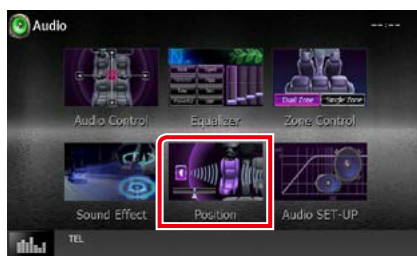 Audio
--:--
Dual Zone Single Zone
Audio Control
Equalizer
Zone Control
Sound Effect
Position
Audio SET-UP
TEL